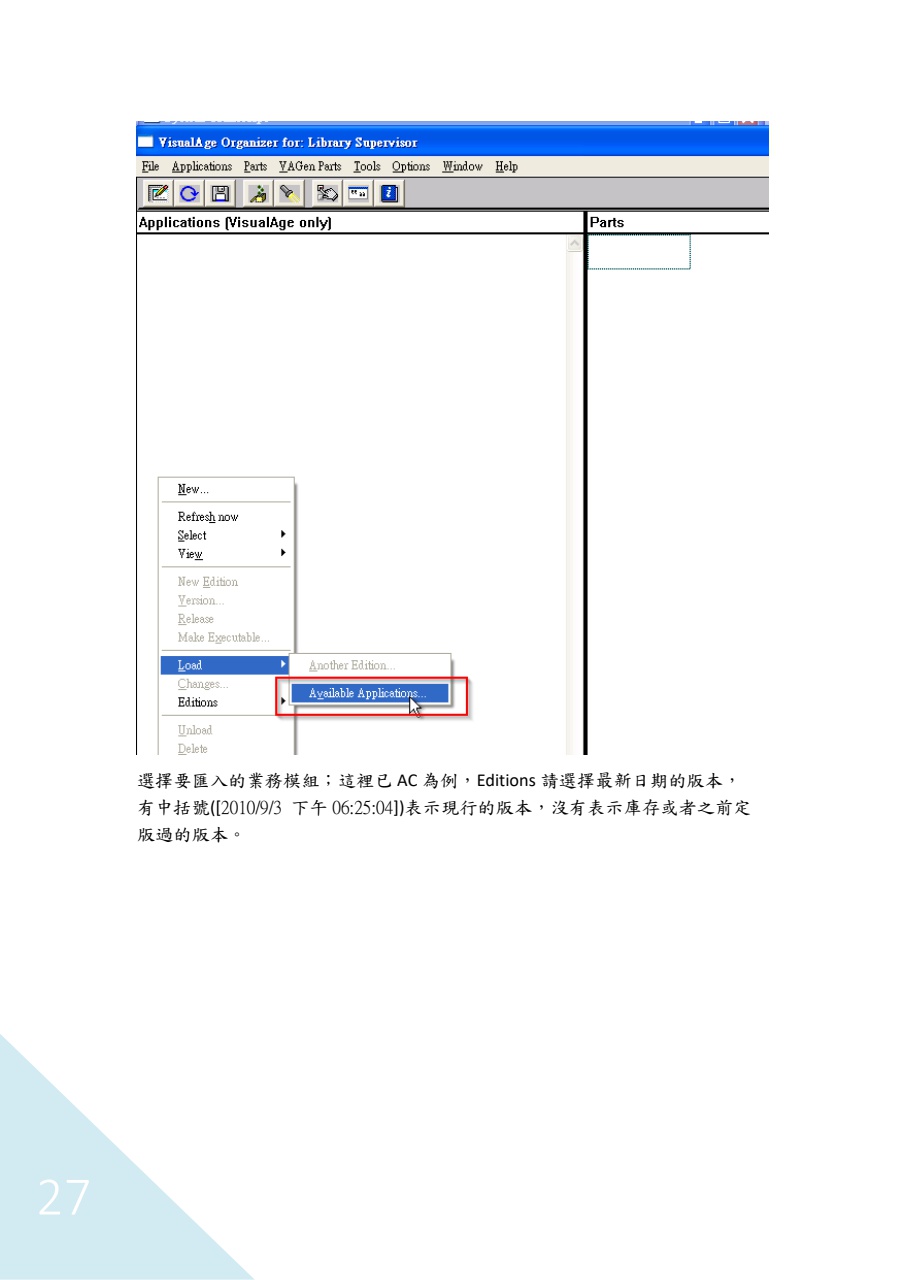 VisualAge Organizer for: Library Supervisor
File Applications Parts VAGen Parts Tools Options Window Help
Applications (VisualAge only)
Parts
New...
Refresh now
Select
View
New Edition
Version...
Release
Make Executable...
Load
Another Edition...
Changes...
Available Applications...
Editions
Unload
Delete
選擇要匯入的業務模組；這裡已 AC 為例，Editions 請選擇最新日期的版本，
有中括號([2010/9/3 下午 06:25:04])表示現行的版本，沒有表示庫存或者之前定
版過的版本。
27